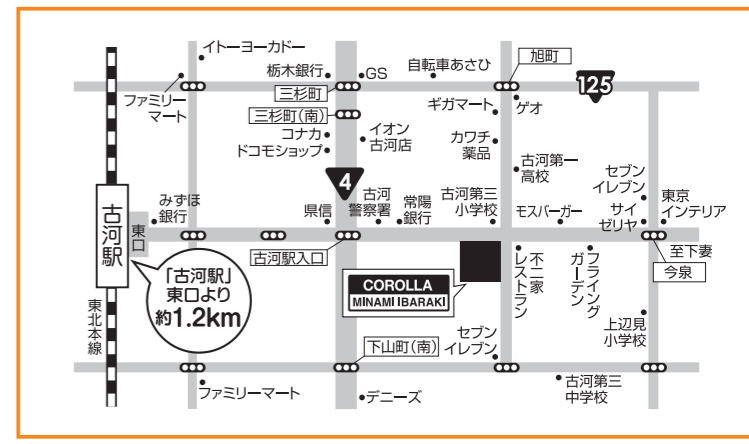 イトーヨーカドー
栃木銀行
GS
自転車あさひ
旭町
ファミリー
マート
三杉町
125
三杉町(南)
ギガマート
ゲオ
コナカ
ドコモショップ
イオン
古河店
カワチ
薬品
古河第一
高校
4
セブン
イレブン
みずほ
銀行
県信
古河
警察署
常陽
銀行
古河第三
小学校
モスバーガー
サイ
ゼリヤ
東京
インテリア
古河駅
東口
古河駅入口
至下妻
今泉
「古河駅」
東口より
約1.2km
COROLLA
MINAMI IBARAKI
不二家
レストラン
フライング
ガーデン
東北本線
上辺見
小学校
下山町(南)
セブン
イレブン
ファミリーマート
デニーズ
古河第三
中学校